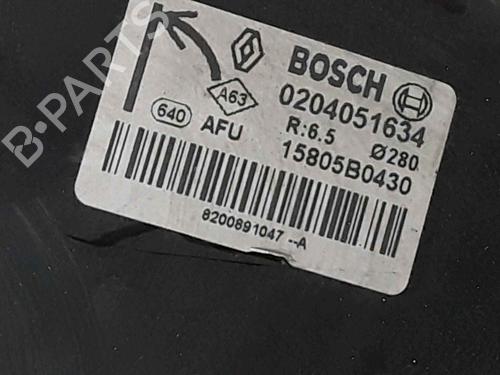 BOSCH
A63
0204051634
640 AFU
R:6.5 Ø280
15805B0430
8200891047--A
B-PARTS